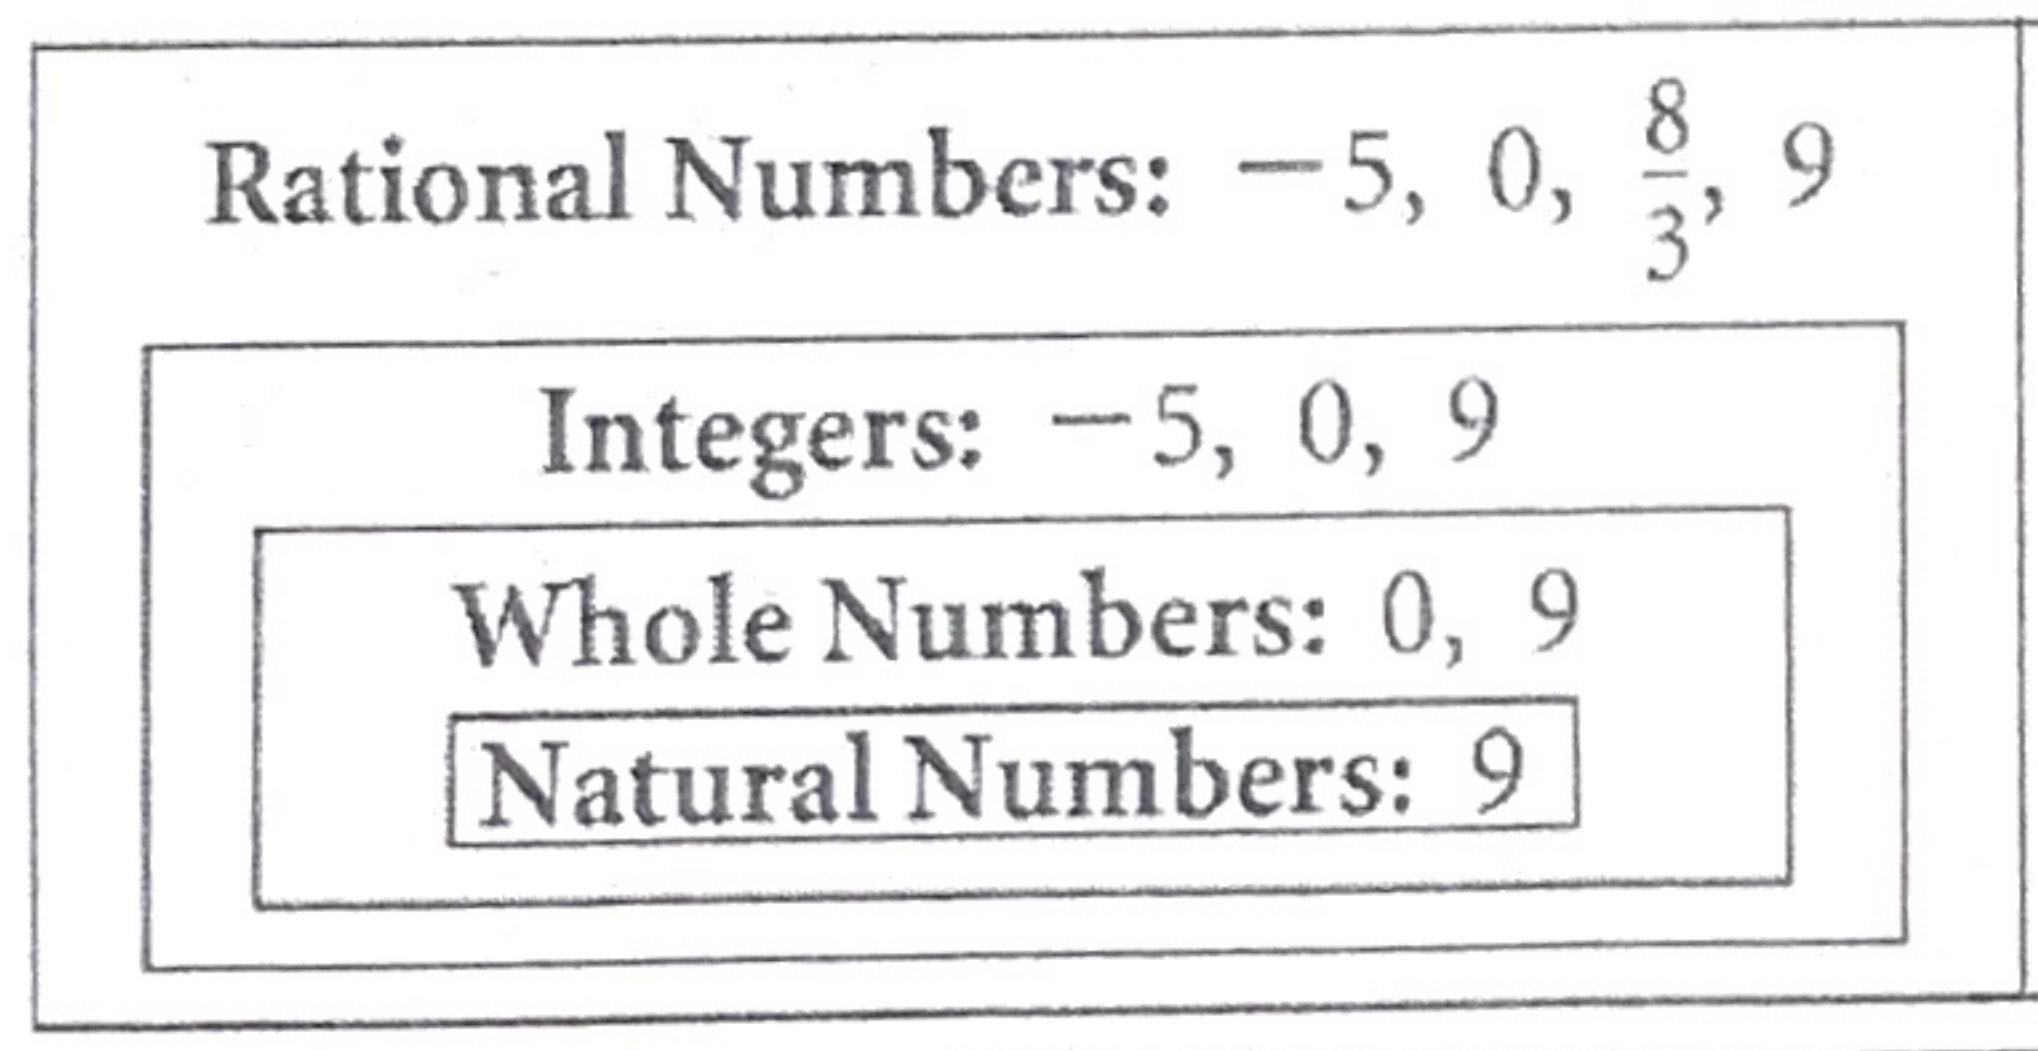 Rational Numbers: −5, 0, 8/3, 9
Integers: −5, 0, 9
Whole Numbers: 0, 9
Natural Numbers: 9